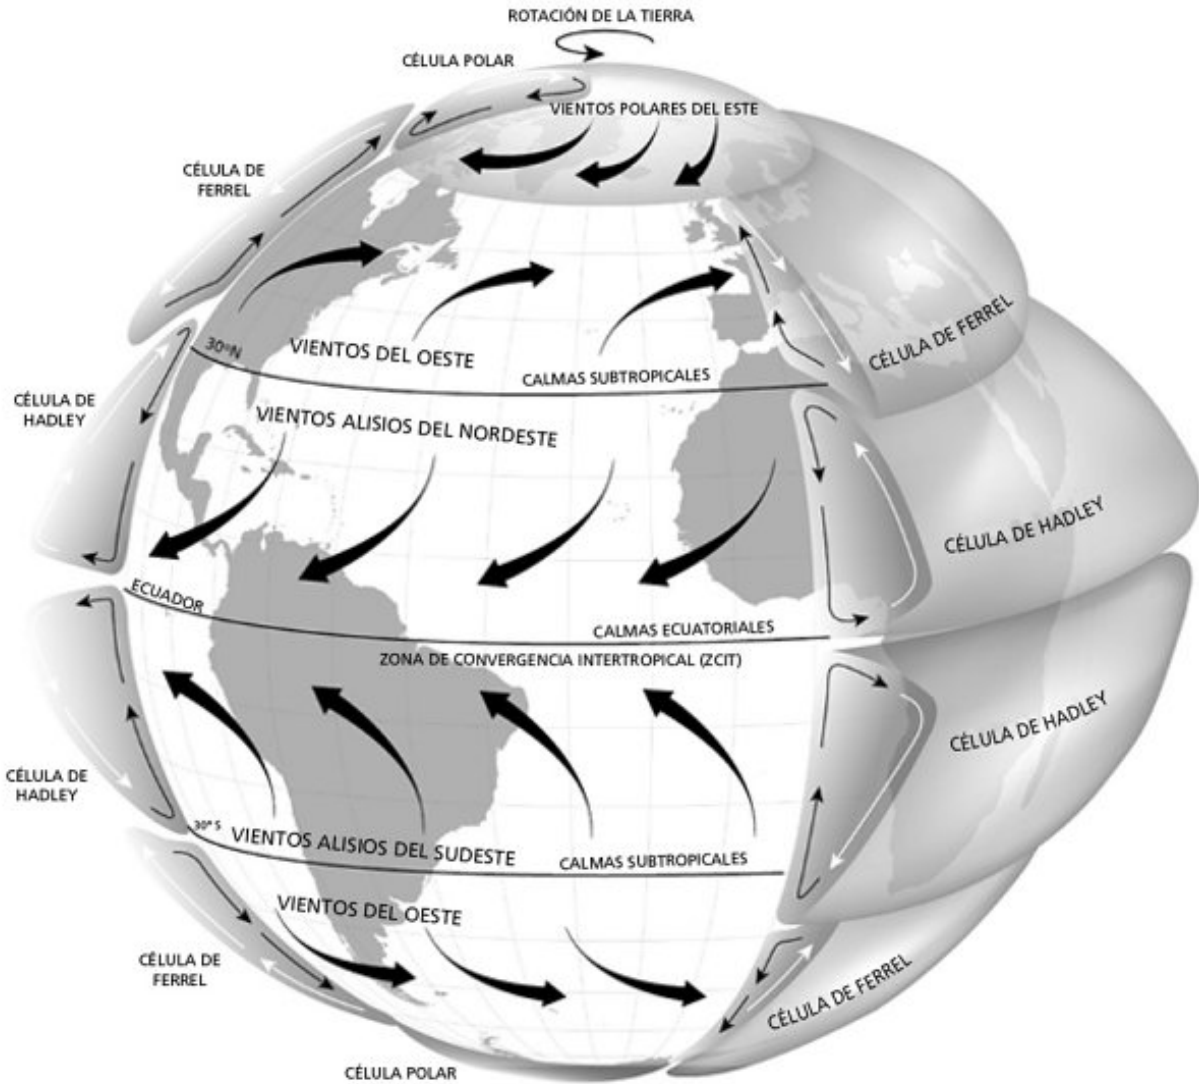 ROTACIÓN DE LA TIERRA
CÉLULA POLAR
VIENTOS POLARES DEL ESTE
CÉLULA DE
FERREL
CÉLULA DE FERREL
30ºN
VIENTOS DEL OESTE
CALMAS SUBTROPICALES
CÉLULA DE
HADLEY
VIENTOS ALISIOS DEL NORDESTE
CÉLULA DE HADLEY
ECUADOR
CALMAS ECUATORIALES
ZONA DE CONVERGENCIA INTERTROPICAL (ZCIT)
CÉLULA DE HADLEY
CÉLULA DE
HADLEY
30° S
VIENTOS ALISIOS DEL SUDESTE
CALMAS SUBTROPICALES
VIENTOS DEL OESTE
CÉLULA DE
FERREL
CÉLULA DE FERREL
CÉLULA POLAR